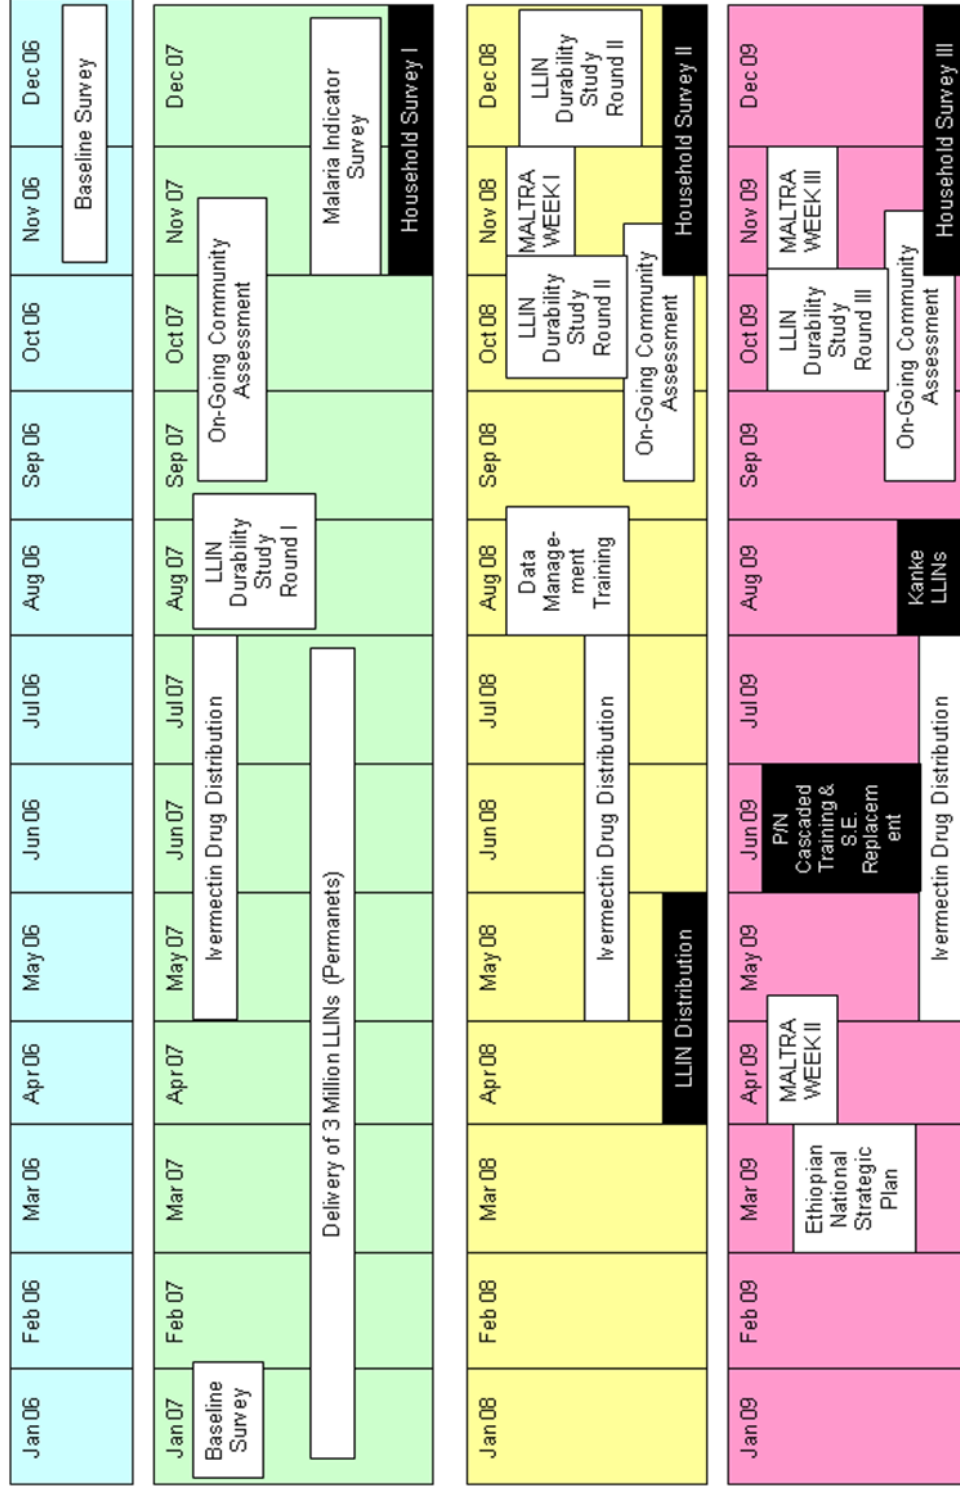 Jan 06
Feb 06
Mar 06
Apr 06
May 06
Jun 06
Jul 06
Aug 06
Sep 06
Oct 06
Nov 06
Dec 06
Baseline Survey
Jan 07
Feb 07
Mar 07
Apr 07
May 07
Jun 07
Jul 07
Aug 07
Sep 07
Oct 07
Nov 07
Dec 07
Baseline
Survey
Ivermectin Drug Distribution
LLIN
Durability
Study
Round I
On-Going Community
Assessment
Delivery of 3 Million LLINs (Permanets)
Malaria Indicator
Survey
Household Survey I
Jan 08
Feb 08
Mar 08
Apr 08
May 08
Jun 08
Jul 08
Aug 08
Sep 08
Oct 08
Nov 08
Dec 08
Data
Manage-
ment
Training
LLIN
Durability
Study
Round II
MALTRA
WEEK I
LLIN
Durability
Study
Round II
Ivermectin Drug Distribution
On-Going Community
Assessment
LLIN Distribution
Household Survey II
Jan 09
Feb 09
Mar 09
Apr 09
May 09
Jun 09
Jul 09
Aug 09
Sep 09
Oct 09
Nov 09
Dec 09
Ethiopian
National
Strategic
Plan
MALTRA
WEEK II
P/N
Cascaded
Training &
S.E.
Replacem
ent
LLIN
Durability
Study
Round III
MALTRA
WEEK III
Ivermectin Drug Distribution
Kanke
LLINs
On-Going Community
Assessment
Household Survey III